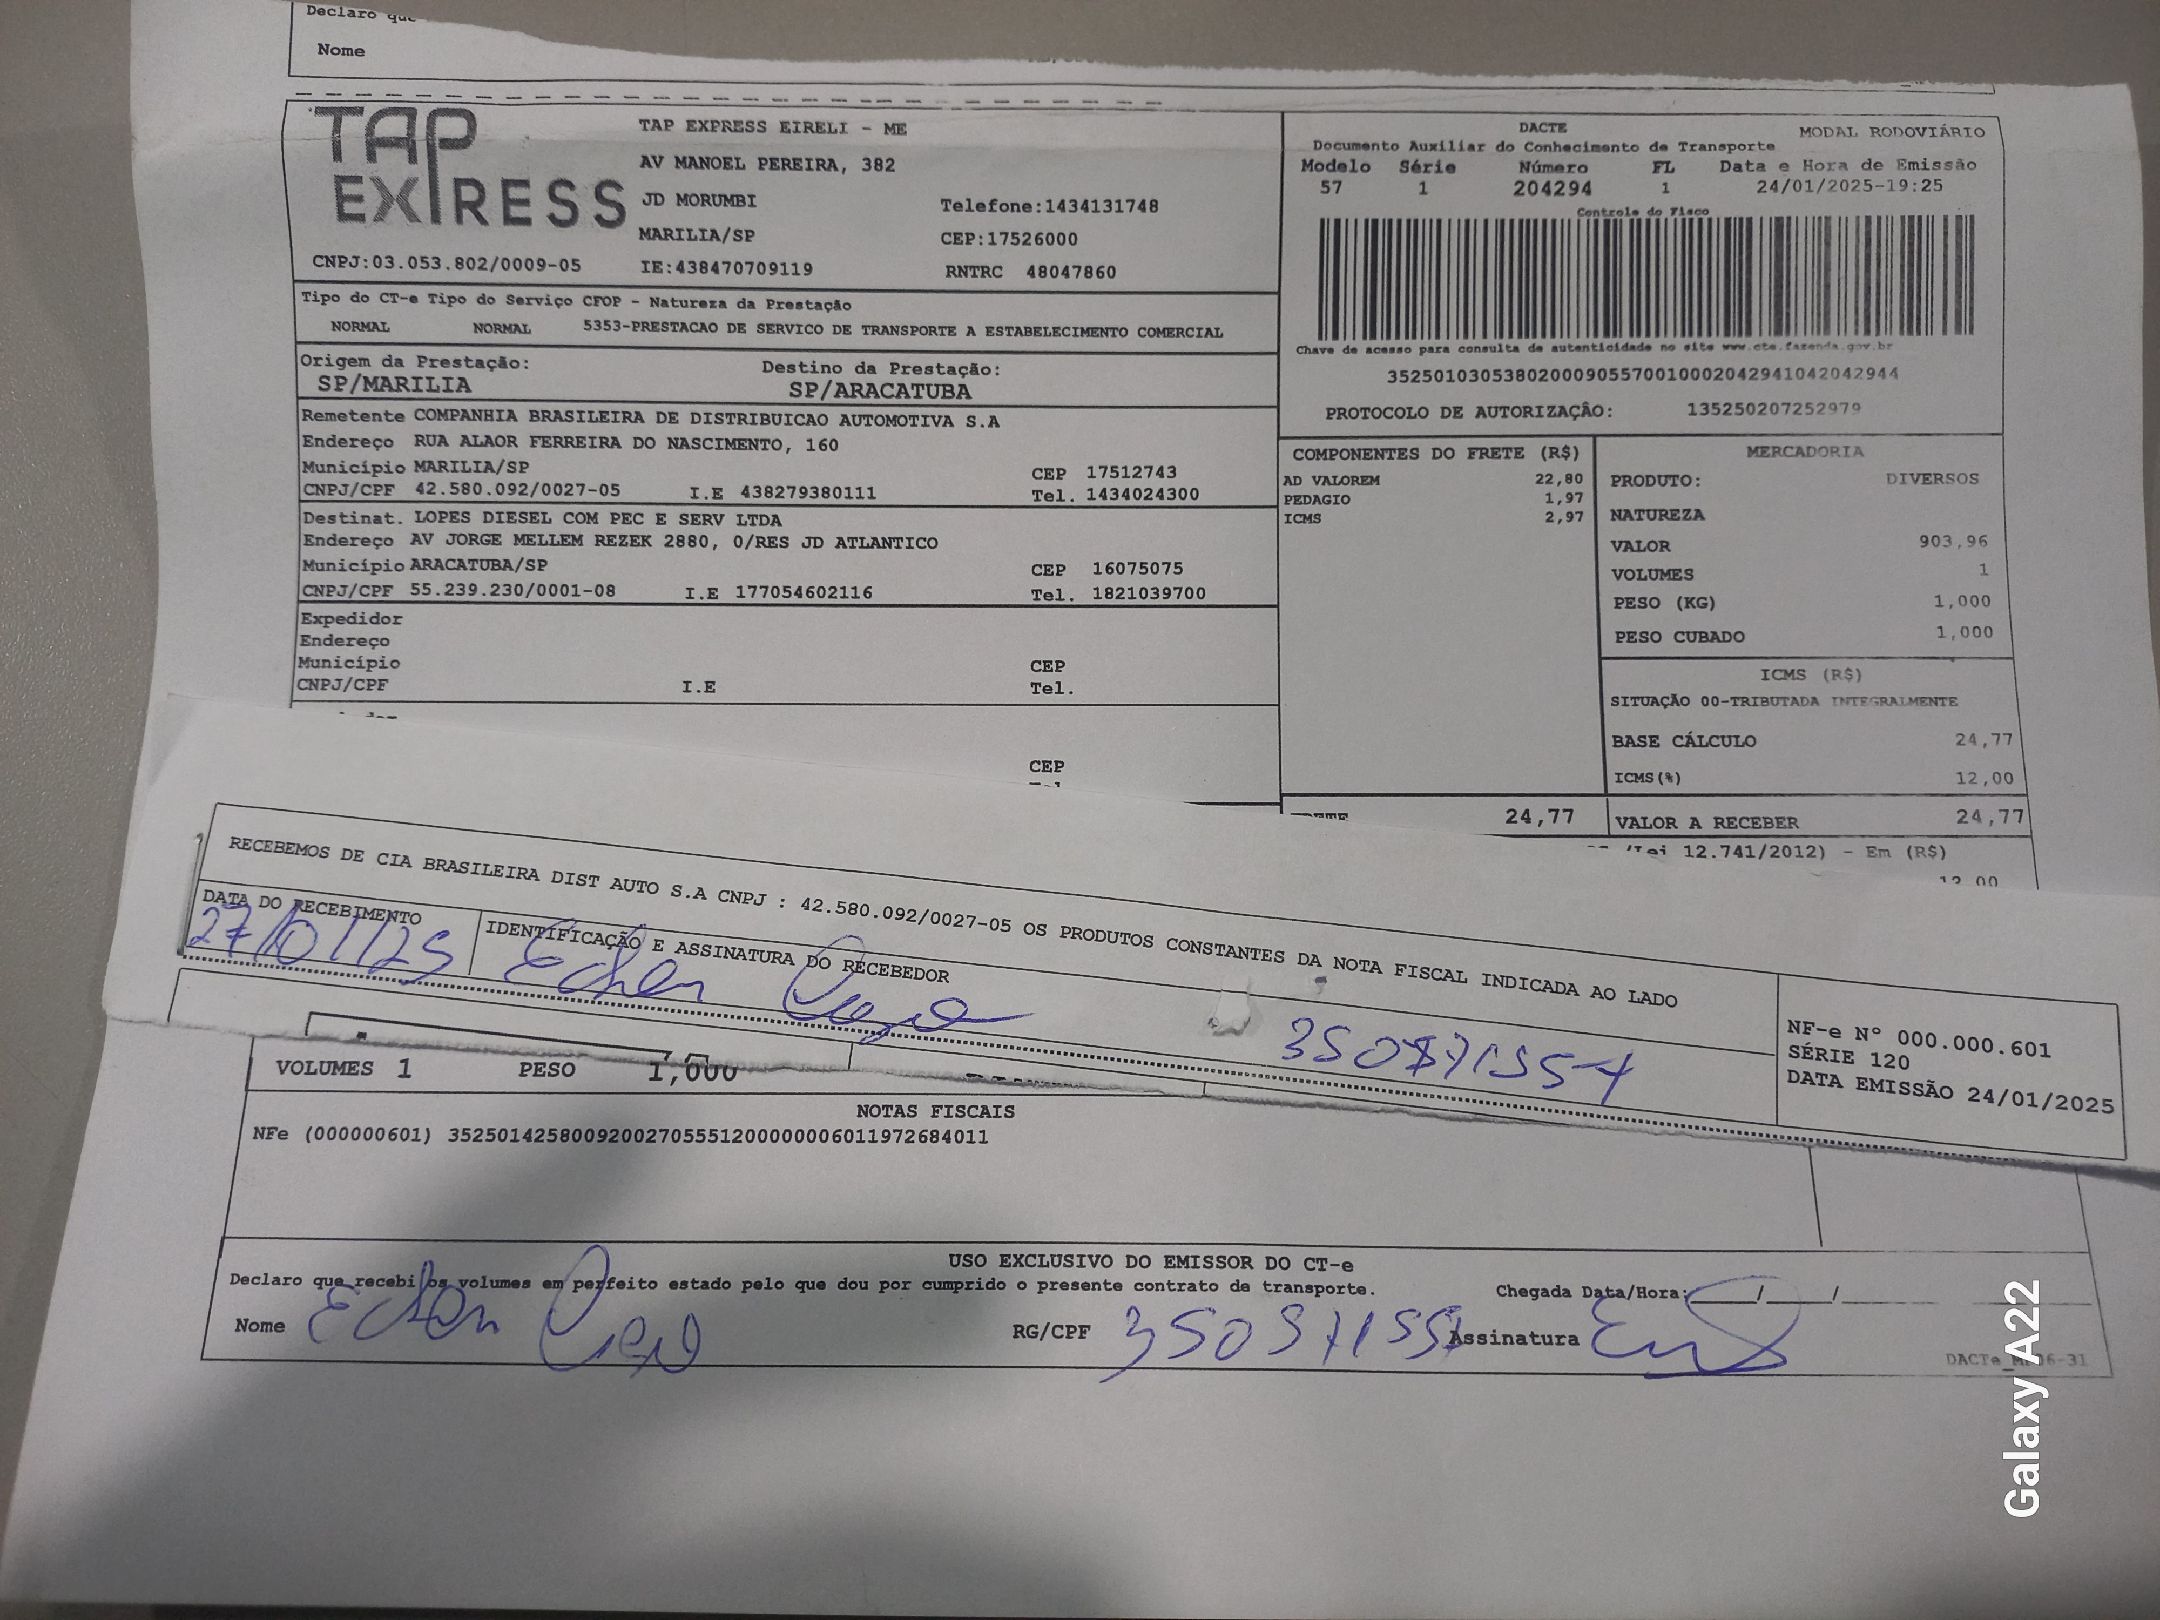 Declaro que
Nome
TAP EXPRESS
TAP EXPRESS EIRELI - ME
AV MANOEL PEREIRA, 382
JD MORUMBI
Telefone:1434131748
MARILIA/SP
CEP:17526000
CNPJ:03.053.802/0009-05
IE:438470709119
RNTRC 48047860
DACTE
MODAL RODOVIÁRIO
Documento Auxiliar do Conhecimento de Transporte
Modelo Série Número FL Data e Hora de Emissão
57 1 204294 1 24/01/2025-19:25
Controle do Fisco
Chave de acesso para consulta de autenticidade no site www.cte.fazenda.gov.br
35250103053802000905570010002042941042042944
PROTOCOLO DE AUTORIZAÇÃO: 135250207252979
Tipo do CT-e Tipo do Serviço CFOP - Natureza da Prestação
NORMAL NORMAL 5353-PRESTACAO DE SERVICO DE TRANSPORTE A ESTABELECIMENTO COMERCIAL
Origem da Prestação: Destino da Prestação:
SP/MARILIA SP/ARACATUBA
Remetente COMPANHIA BRASILEIRA DE DISTRIBUICAO AUTOMOTIVA S.A
Endereço RUA ALAOR FERREIRA DO NASCIMENTO, 160
Município MARILIA/SP CEP 17512743
CNPJ/CPF 42.580.092/0027-05 I.E 438279380111 Tel. 1434024300
Destinat. LOPES DIESEL COM PEC E SERV LTDA
Endereço AV JORGE MELLEM REZEK 2880, 0/RES JD ATLANTICO
Município ARACATUBA/SP CEP 16075075
CNPJ/CPF 55.239.230/0001-08 I.E 177054602116 Tel. 1821039700
Expedidor
Endereço
Município CEP
CNPJ/CPF I.E Tel.
CEP
COMPONENTES DO FRETE (R$)
AD VALOREM 22,80
PEDAGIO 1,97
ICMS 2,97
MERCADORIA
PRODUTO: DIVERSOS
NATUREZA
VALOR 903,96
VOLUMES 1
PESO (KG) 1,000
PESO CUBADO 1,000
ICMS (R$)
SITUAÇÃO 00-TRIBUTADA INTEGRALMENTE
BASE CÁLCULO 24,77
ICMS(%) 12,00
24,77 VALOR A RECEBER 24,77
(Lei 12.741/2012) - Em (R$)
12,00
RECEBEMOS DE CIA BRASILEIRA DIST AUTO S.A CNPJ : 42.580.092/0027-05 OS PRODUTOS CONSTANTES DA NOTA FISCAL INDICADA AO LADO
DATA DO RECEBIMENTO
27/01/25
IDENTIFICAÇÃO E ASSINATURA DO RECEBEDOR
NF-e Nº 000.000.601
SÉRIE 120
DATA EMISSÃO 24/01/2025
VOLUMES 1 PESO 1,000
NOTAS FISCAIS
NFe (000000601) 35250142580092002705551200000006011972684011
USO EXCLUSIVO DO EMISSOR DO CT-e
Declaro que recebi os volumes em perfeito estado pelo que dou por cumprido o presente contrato de transporte.
Chegada Data/Hora:____/____/____
Nome
RG/CPF
Assinatura
Galaxy A22